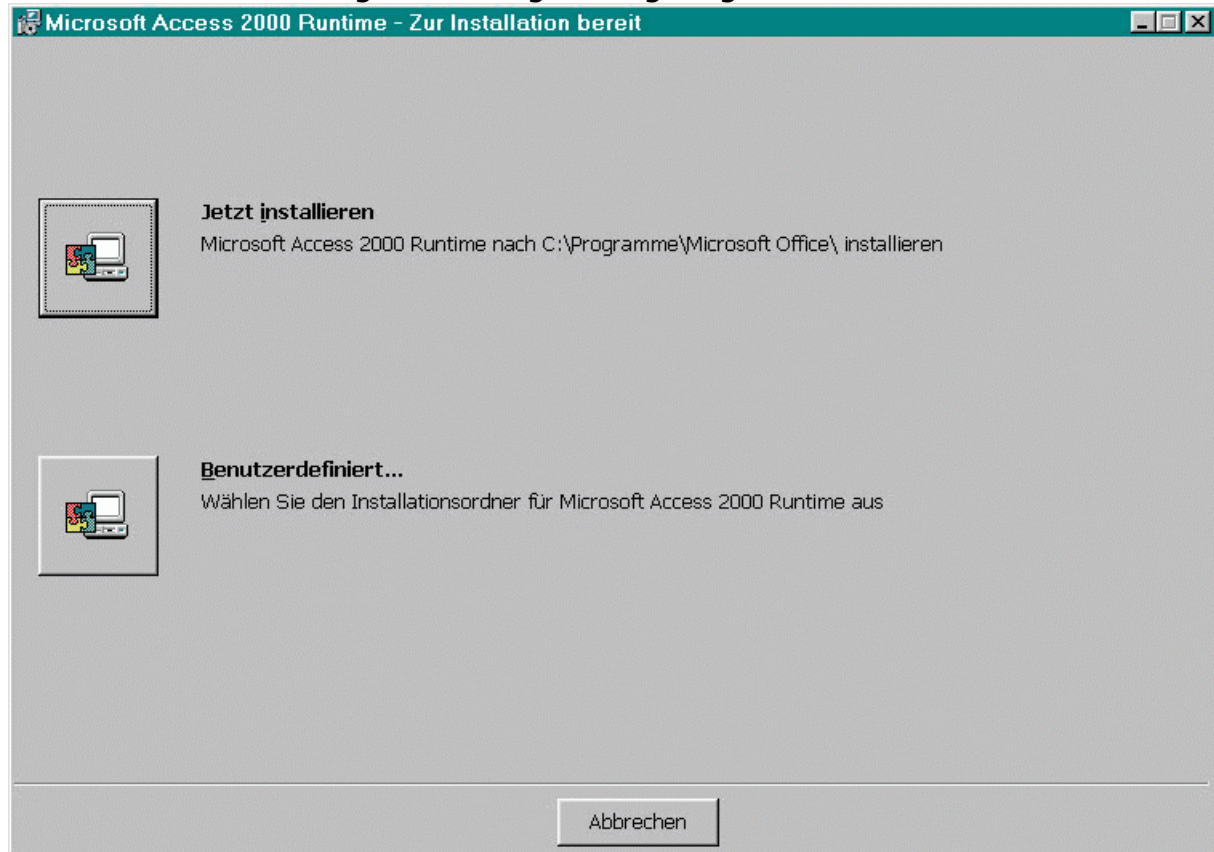 Microsoft Access 2000 Runtime - Zur Installation bereit
Jetzt installieren
Microsoft Access 2000 Runtime nach C:\Programme\Microsoft Office\ installieren
Benutzerdefiniert...
Wählen Sie den Installationsordner für Microsoft Access 2000 Runtime aus
Abbrechen